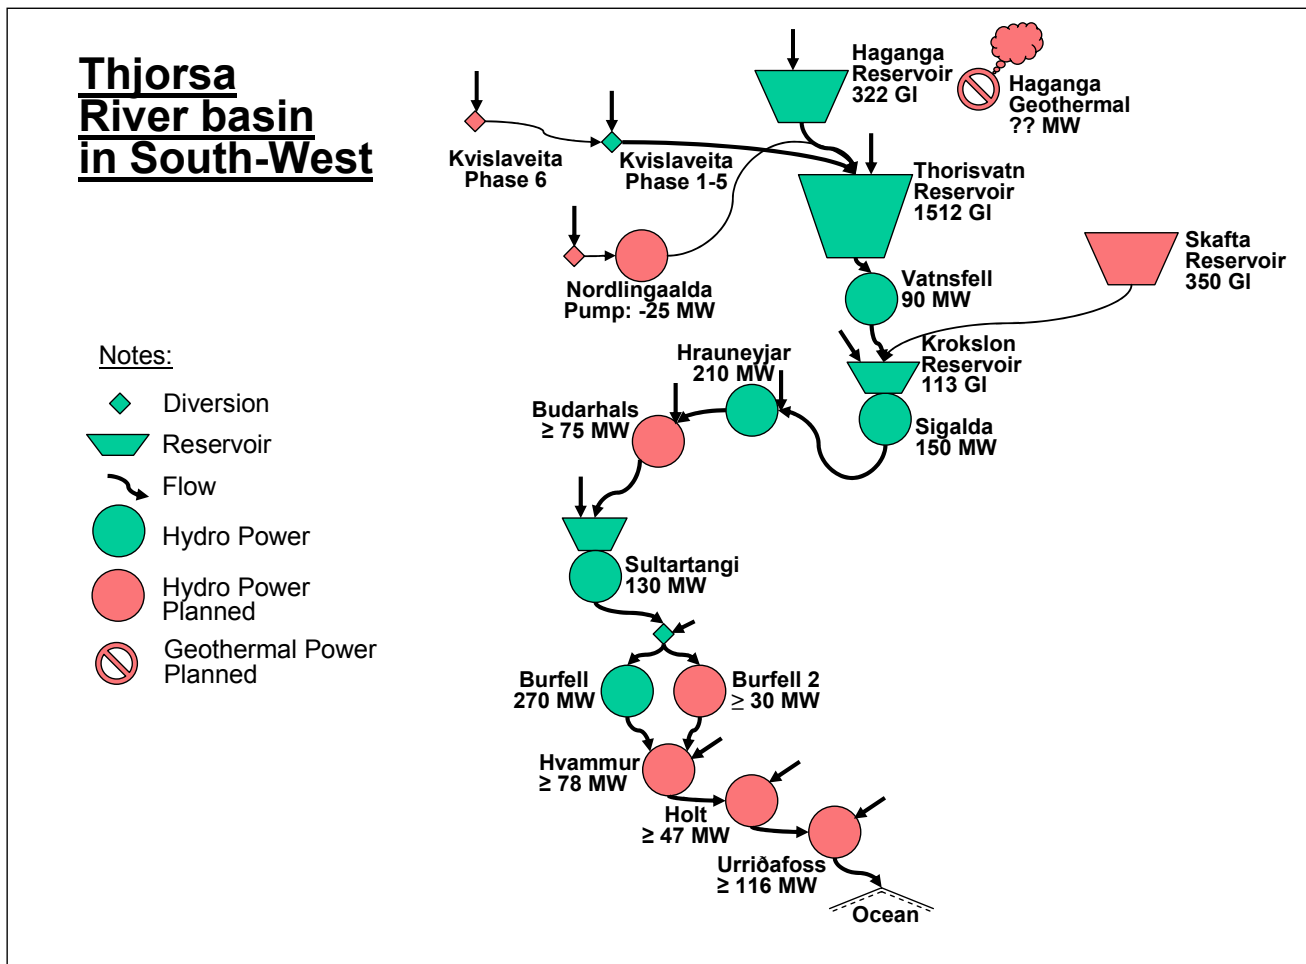 Thjorsa
River basin
in South-West
Haganga
Reservoir
322 Gl
Haganga
Geothermal
?? MW
Kvislaveita
Phase 6
Kvislaveita
Phase 1-5
Thorisvatn
Reservoir
1512 Gl
Skafta
Reservoir
350 Gl
Nordlingaalda
Pump: -25 MW
Vatnsfell
90 MW
Krokslon
Reservoir
113 Gl
Hrauneyjar
210 MW
Sigalda
150 MW
Budarhals
≥ 75 MW
Notes:
Diversion
Reservoir
Flow
Hydro Power
Hydro Power
Planned
Geothermal Power
Planned
Sultartangi
130 MW
Burfell
270 MW
Burfell 2
≥ 30 MW
Hvammur
≥ 78 MW
Holt
≥ 47 MW
Urriðafoss
≥ 116 MW
Ocean